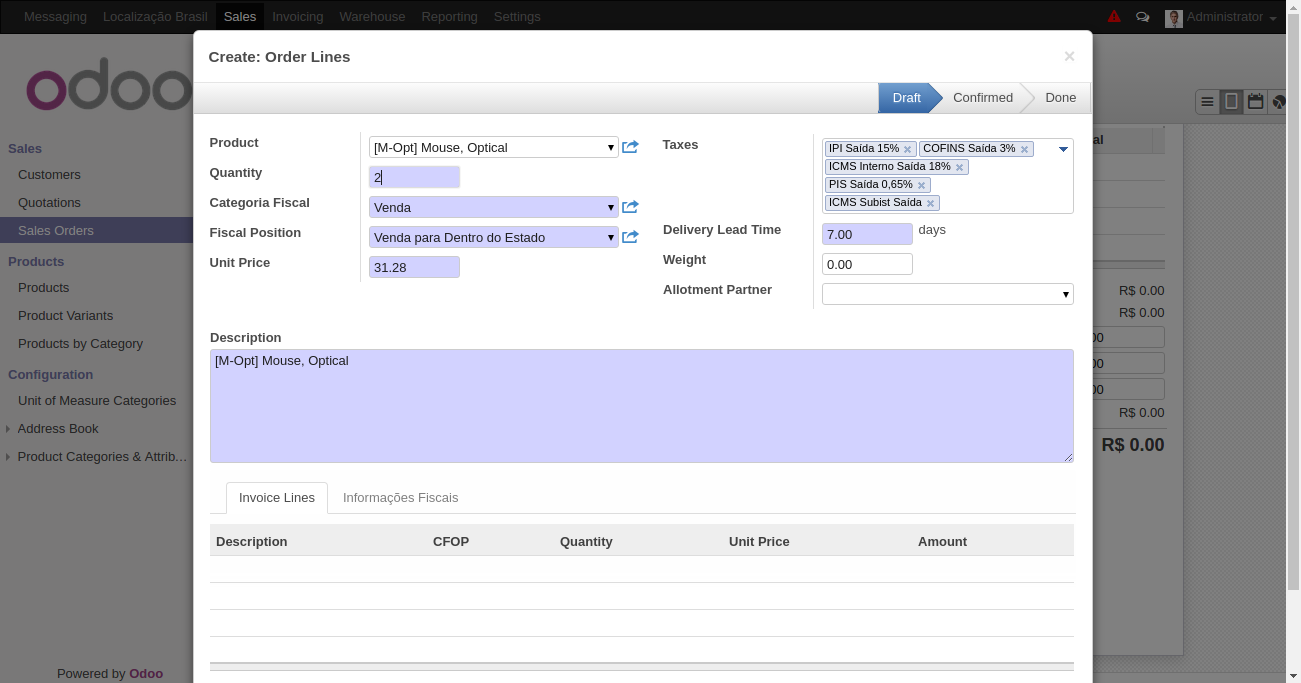 Messaging Localização Brasil Sales Invoicing Warehouse Reporting Settings Administrator
odoo
Sales
Customers
Quotations
Sales Orders
Products
Products
Product Variants
Products by Category
Configuration
Unit of Measure Categories
Address Book
Product Categories & Attrib...
Powered by Odoo
Create: Order Lines ×
Draft Confirmed Done
Product [M-Opt] Mouse, Optical
Quantity 2
Categoria Fiscal Venda
Fiscal Position Venda para Dentro do Estado
Unit Price 31.28
Taxes IPI Saída 15% × COFINS Saída 3% ×
ICMS Interno Saída 18% ×
PIS Saída 0,65% ×
ICMS Subist Saída ×
Delivery Lead Time 7.00 days
Weight 0.00
Allotment Partner
Description
[M-Opt] Mouse, Optical
Invoice Lines Informações Fiscais
Description CFOP Quantity Unit Price Amount
al
R$ 0.00
R$ 0.00
00
00
00
R$ 0.00
R$ 0.00